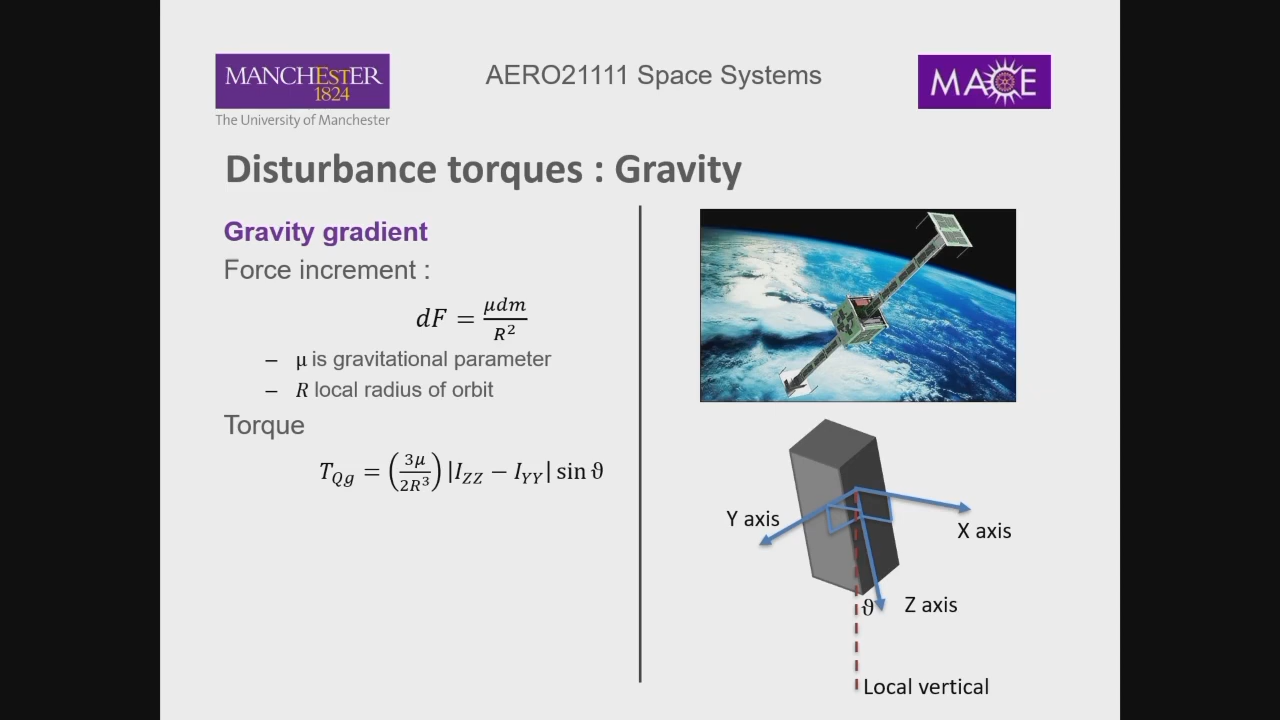 MANCHESTER
1824
The University of Manchester
AERO21111 Space Systems
MACE
Disturbance torques : Gravity
Gravity gradient
Force increment :
dF = μdm / R²
– μ is gravitational parameter
– R local radius of orbit
Torque
T_Qg = (3μ / 2R³) |I_ZZ − I_YY| sin ϑ
Y axis
X axis
Z axis
ϑ
Local vertical